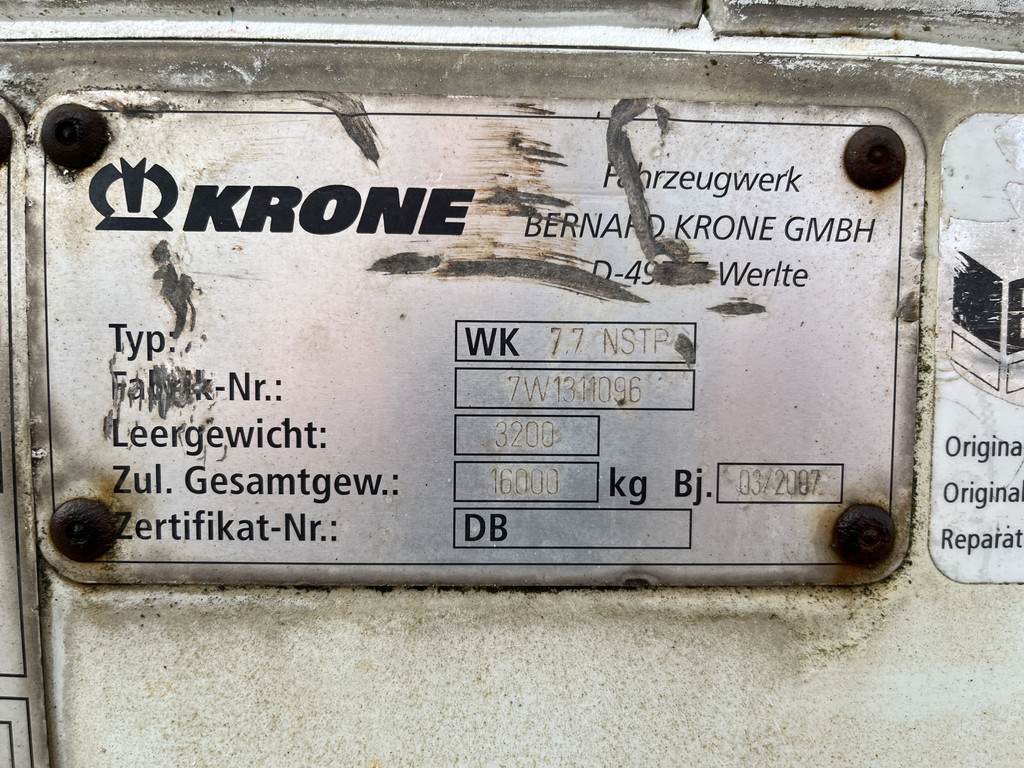 KRONE
Fahrzeugwerk
BERNARD KRONE GMBH
Werlte
Typ: WK 7.7 NSTP
Fabrik-Nr.: 7W1311096
Leergewicht: 3200
Zul. Gesamtgew.: 16000 kg Bj. 03/2007
Zertifikat-Nr.: DB
Origina
Original
Reparat